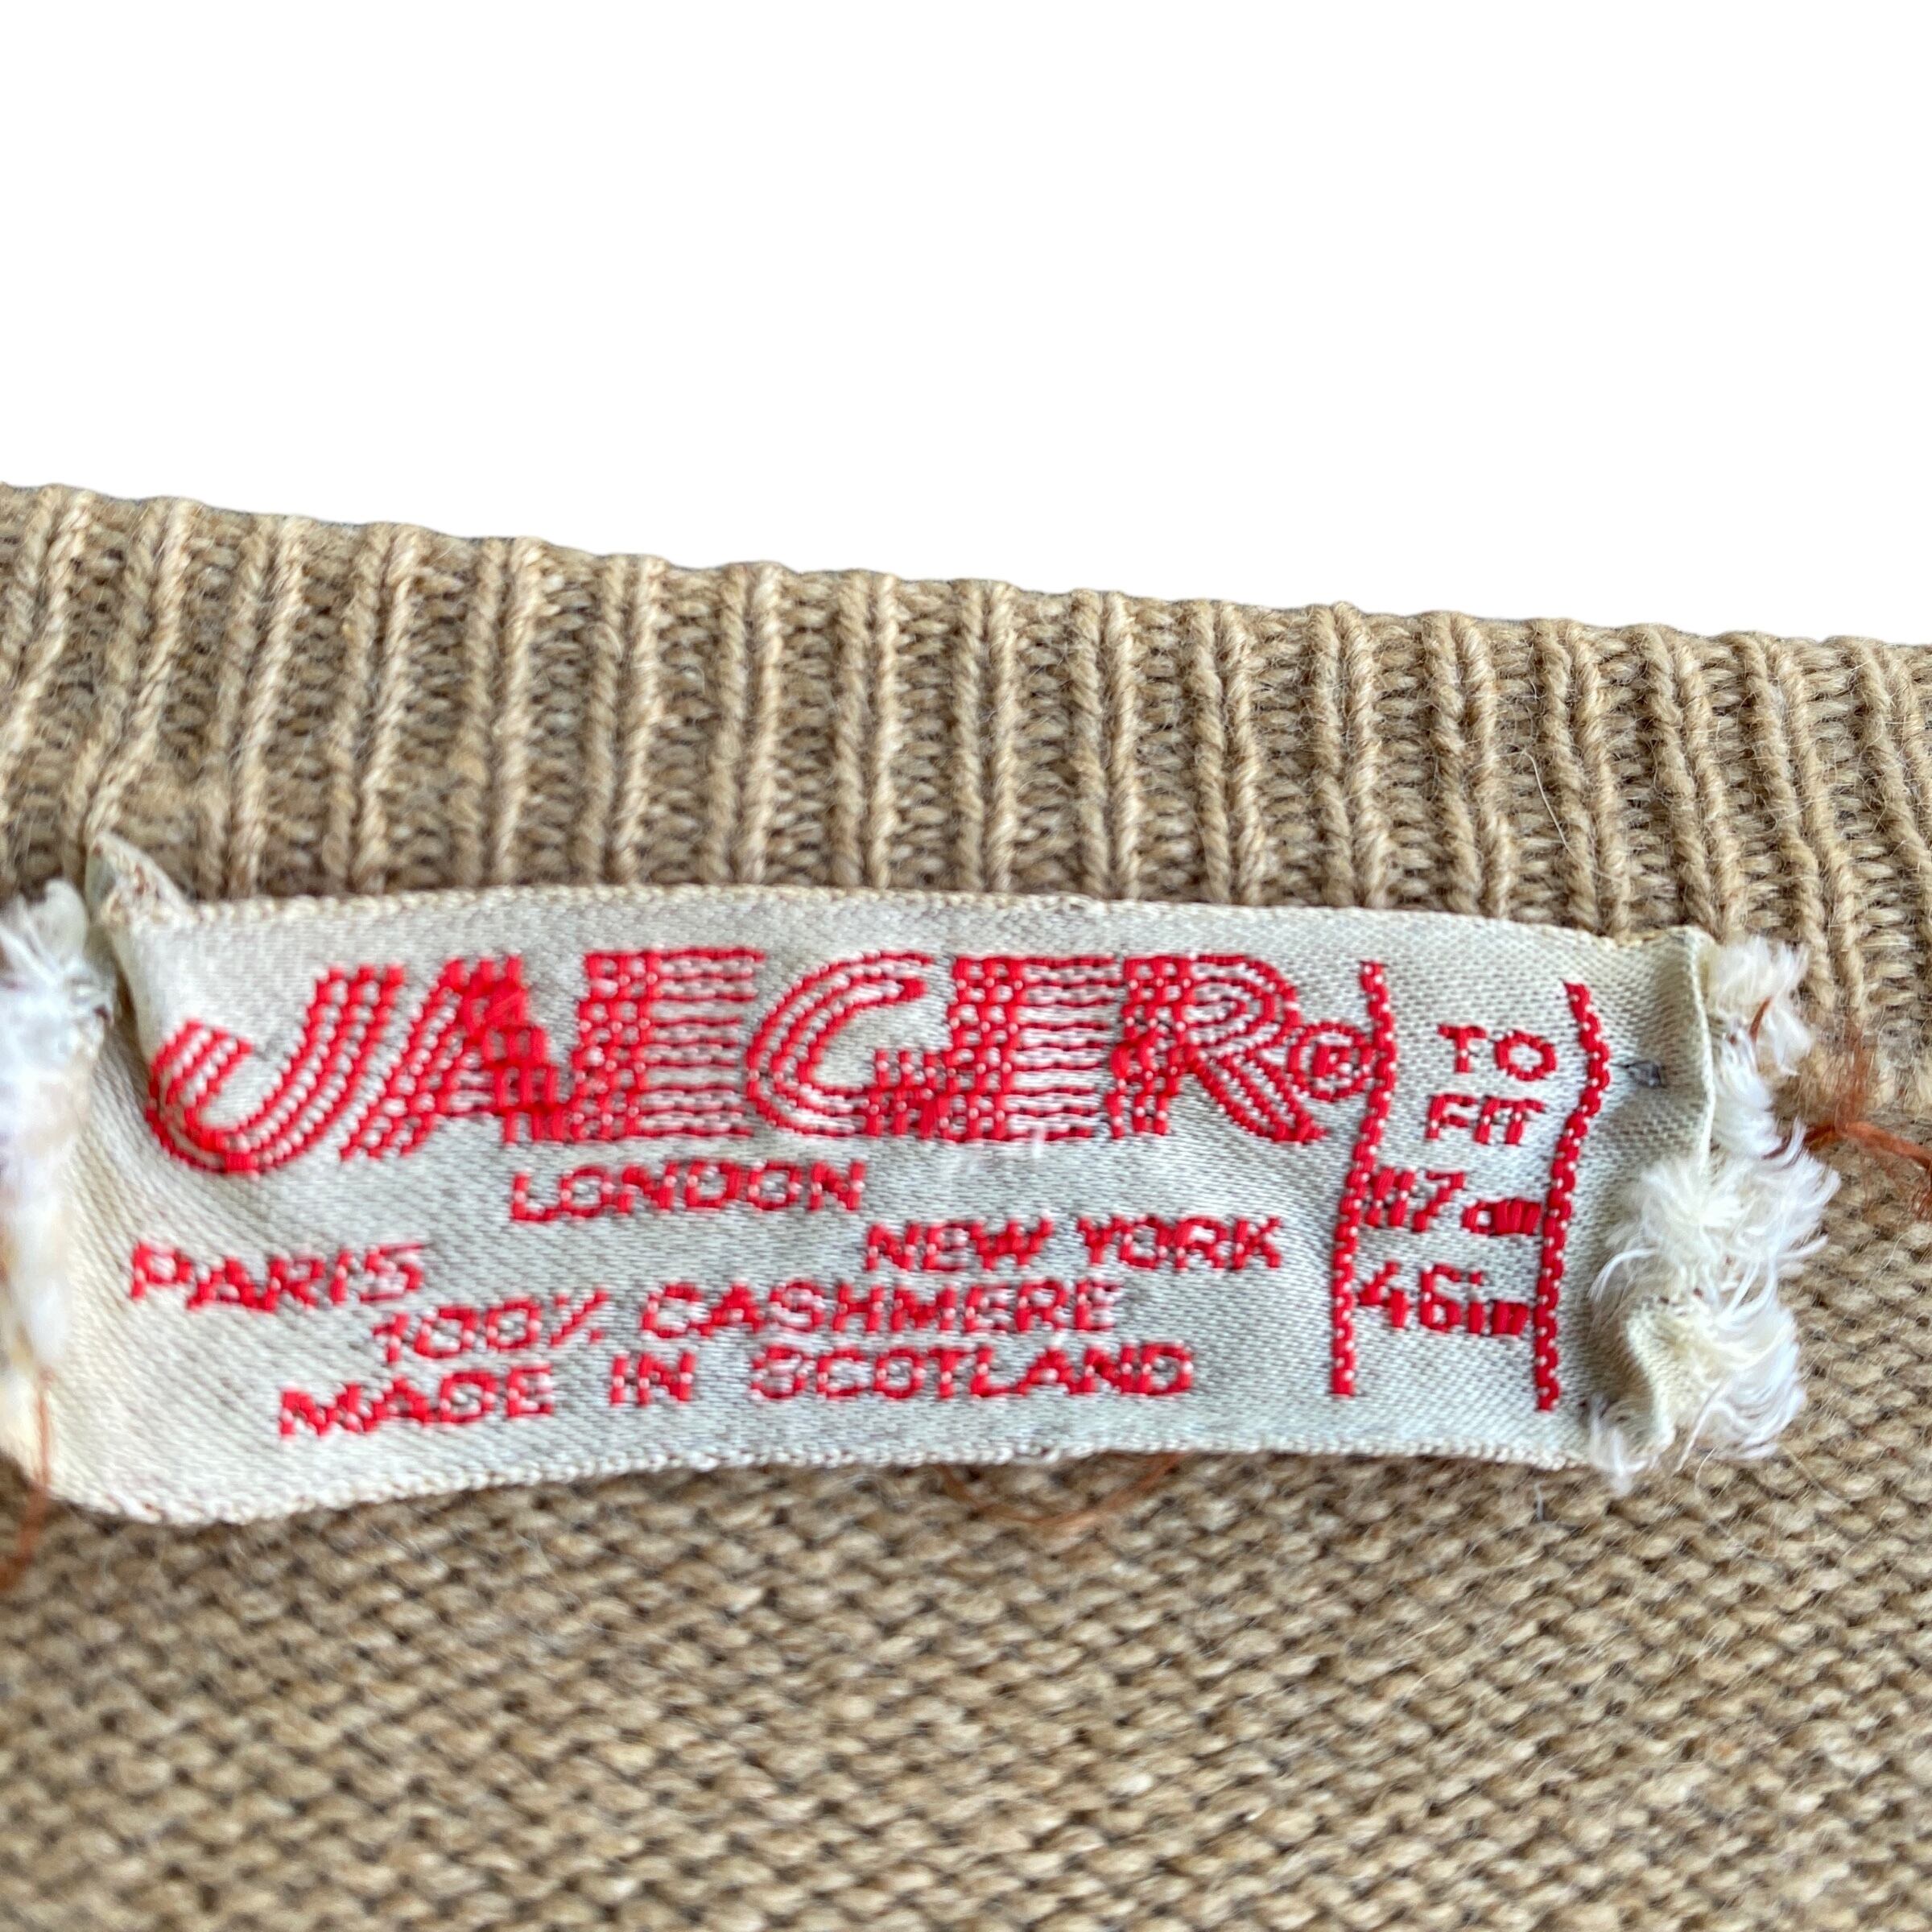 JAEGER®
LONDON
PARIS NEW YORK
100% CASHMERE
MADE IN SCOTLAND
TO
FIT
117cm
46in